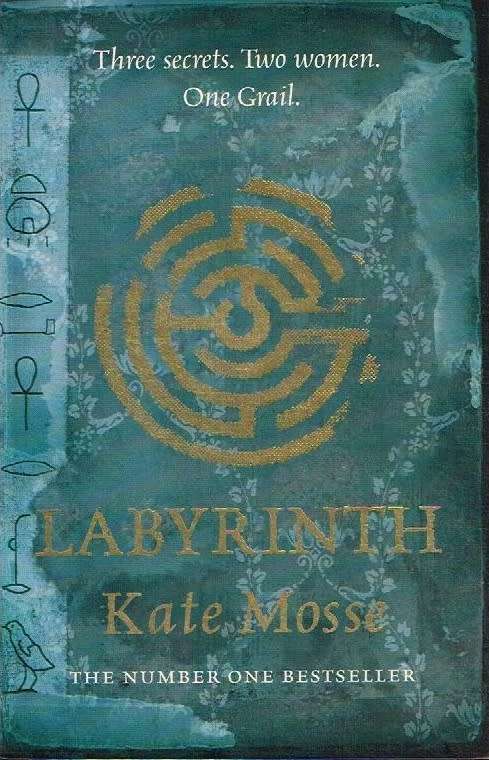 Three secrets. Two women.
One Grail.
LABYRINTH
Kate Mosse
THE NUMBER ONE BESTSELLER